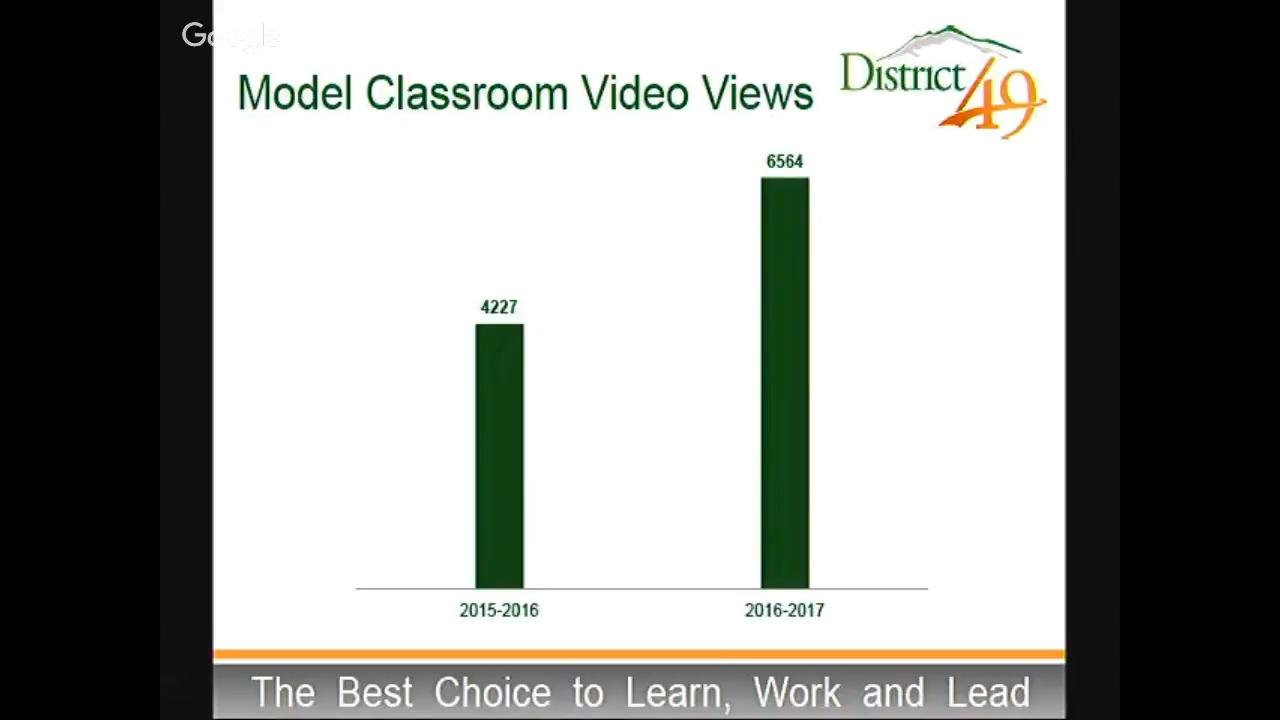 Google
Model Classroom Video Views
District 49
6564
4227
2015-2016
2016-2017
The Best Choice to Learn, Work and Lead